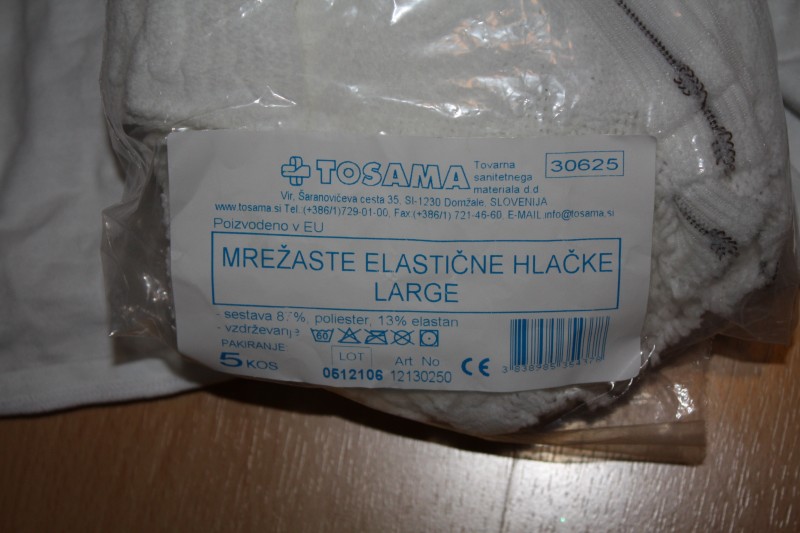 TOSAMA
Tovarna
sanitetnega
materiala d.d
30625
Vir, Šaranovičeva cesta 35, SI-1230 Domžale, SLOVENIJA
www.tosama.si Tel. (+386/1)729-01-00, Fax (+386/1) 721-46-60, E-MAIL info@tosama.si
Poizvodeno v EU
MREŽASTE ELASTIČNE HLAČKE
LARGE
- sestava 87%, poliester, 13% elastan
- vzdrževanje 60
PAKIRANJE:
5 KOS
LOT
0512106
Art. No
12130250
CE